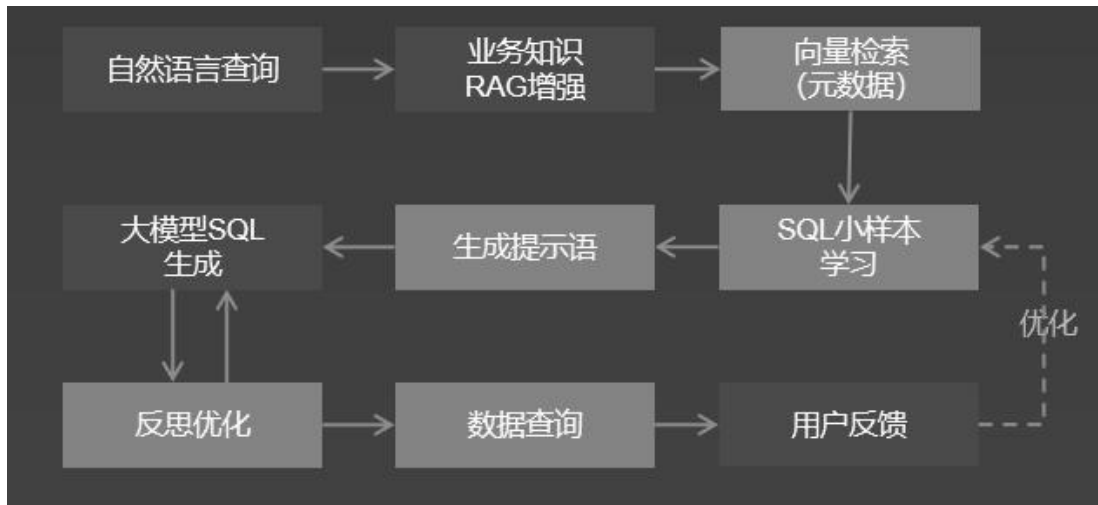 自然语言查询
业务知识
RAG增强
向量检索
(元数据)
大模型SQL
生成
生成提示语
SQL小样本
学习
优化
反思优化
数据查询
用户反馈